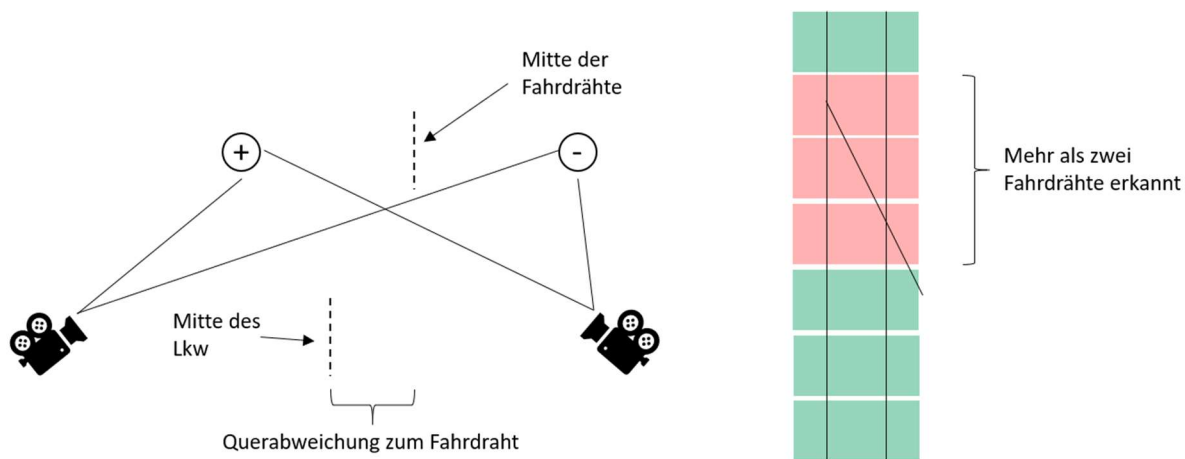 Mitte der
Fahrdrähte
+
-
Mitte des
Lkw
Querabweichung zum Fahrdraht
Mehr als zwei
Fahrdrähte erkannt